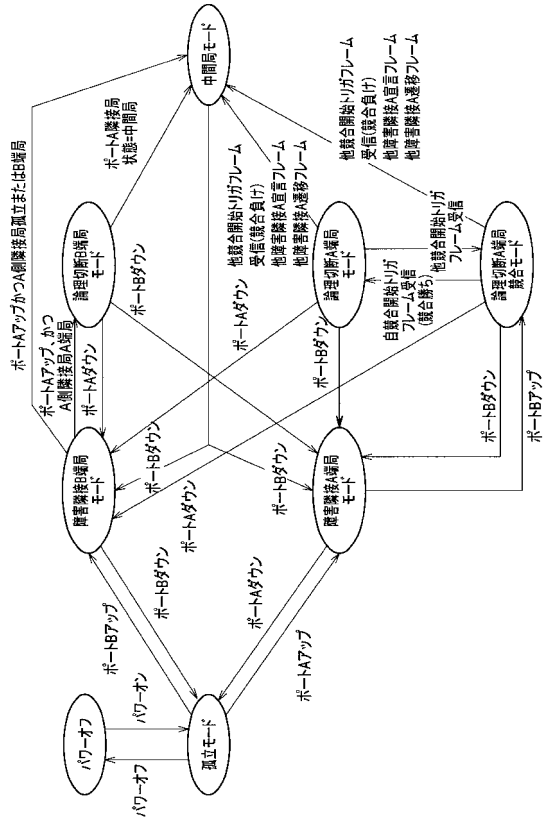 パワーオフ
パワーオフ
パワーオン
孤立モード
ポートBアップ
ポートBダウン
ポートAダウン
ポートAアップ
障害隣接B端局
モード
障害隣接A端局
モード
ポートAアップかつA側隣接局孤立またはB端局
ポートAアップ、かつ
A側隣接局A端局
ポートAダウン
ポートBダウン
ポートAダウン
ポートBダウン
ポートBダウン
ポートBダウン
ポートBアップ
論理切断B端局
モード
ポートBダウン
ポートAダウン
論理切断A端局
モード
自競合開始トリガ
フレーム受信
(競合勝ち)
他競合開始トリガ
フレーム受信
論理切断A端局
競合モード
ポートA隣接局
状態=中間局
他競合開始トリガフレーム
受信(競合負け)
他障害隣接A宣言フレーム
他障害隣接A遷移フレーム
他競合開始トリガフレーム
受信(競合負け)
他障害隣接A宣言フレーム
他障害隣接A遷移フレーム
中間局モード